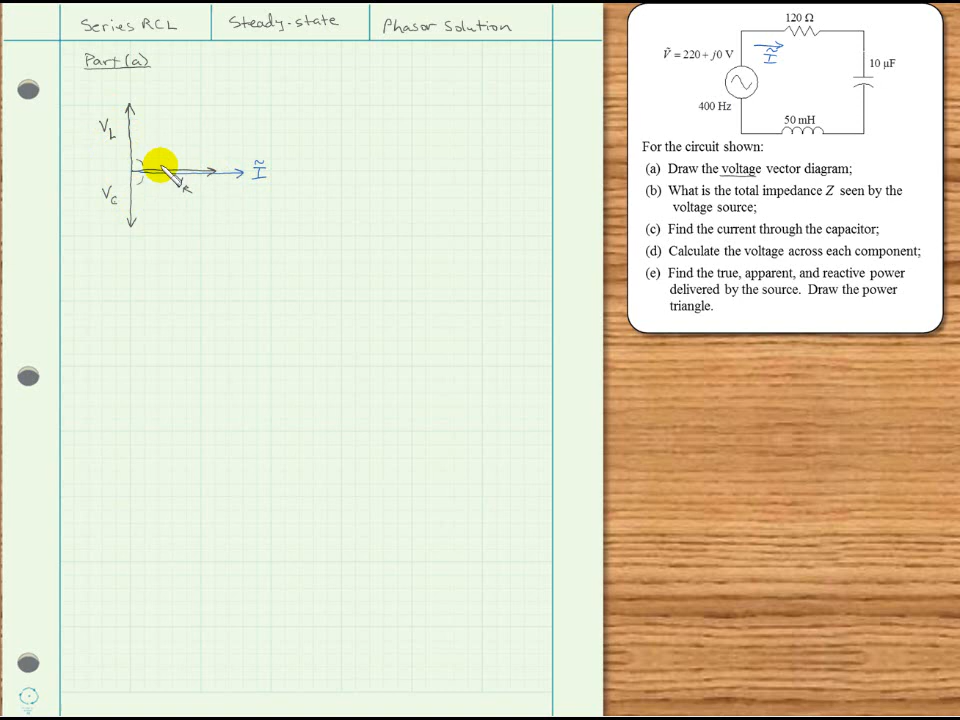 Series RCL
Steady-state
Phasor Solution
Part (a)
V_L
V_C
Ĩ
120 Ω
Ṽ = 220 + j0 V
Ĩ
10 µF
400 Hz
50 mH
For the circuit shown:
(a) Draw the voltage vector diagram;
(b) What is the total impedance Z seen by the
voltage source;
(c) Find the current through the capacitor;
(d) Calculate the voltage across each component;
(e) Find the true, apparent, and reactive power
delivered by the source. Draw the power
triangle.